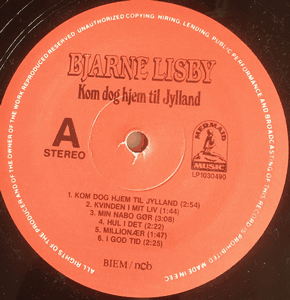 ALL RIGHTS OF THE PRODUCER AND OF THE OWNER OF THE WORK REPRODUCED RESERVED. UNAUTHORIZED COPYING. HIRING. LENDING. PUBLIC PERFORMANCE AND BROADCASTING OF THIS RECORD IS PROHIBITED MADE IN EEC
BJARNE LISBY
Kom dog hjem til Jylland
A
STEREO
MERMAID
MUSIC
LP1030490
1. KOM DOG HJEM TIL JYLLAND (2:54)
2. KVINDEN I MIT LIV (1:44)
3. MIN NABO GØR (3:08)
4. HUL I DET (2:22)
5. MILLIONÆR (1:47)
6. I GOD TID (2:25)
BIEM / ncb